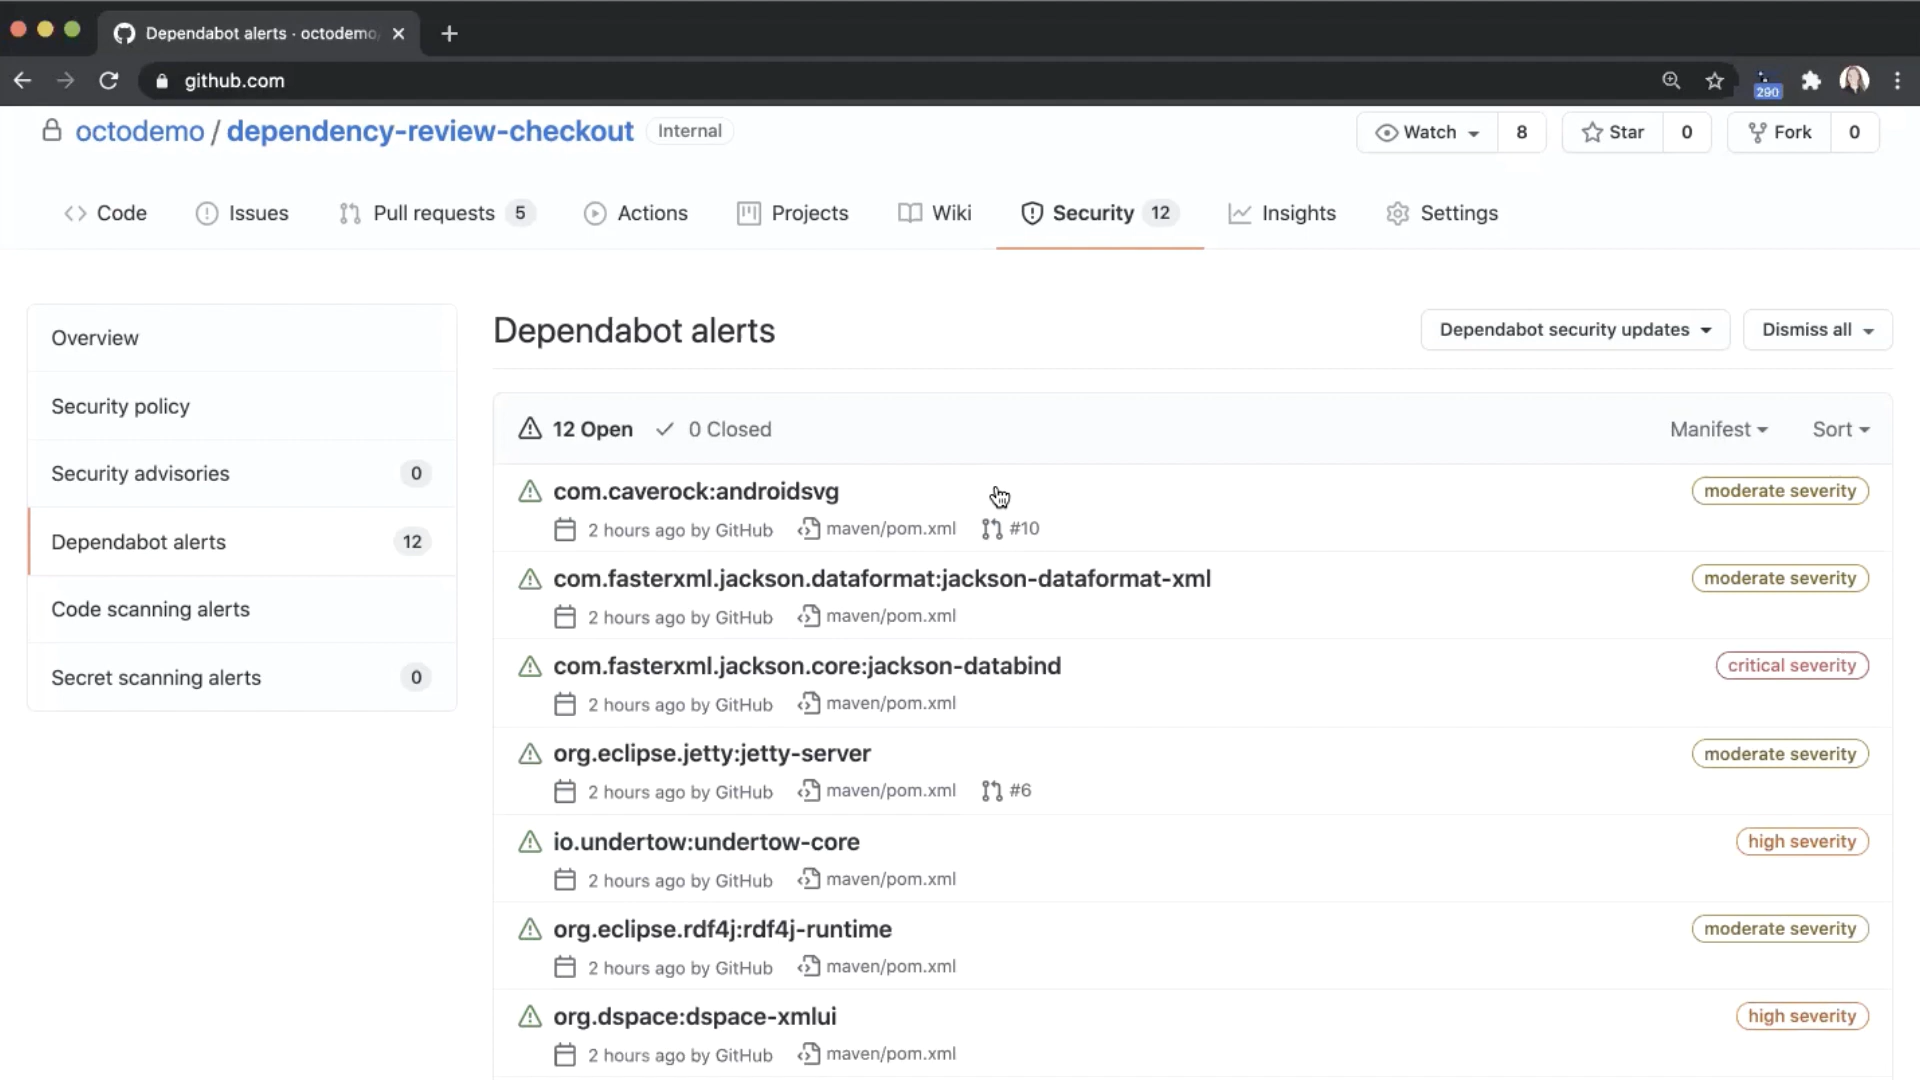 Dependabot alerts · octodemo
github.com
290
octodemo / dependency-review-checkout Internal
Watch 8 Star 0 Fork 0
Code Issues Pull requests 5 Actions Projects Wiki Security 12 Insights Settings
Overview
Security policy
Security advisories 0
Dependabot alerts 12
Code scanning alerts
Secret scanning alerts 0
Dependabot alerts Dependabot security updates Dismiss all
12 Open 0 Closed Manifest Sort
com.caverock:androidsvg moderate severity
2 hours ago by GitHub maven/pom.xml #10
com.fasterxml.jackson.dataformat:jackson-dataformat-xml moderate severity
2 hours ago by GitHub maven/pom.xml
com.fasterxml.jackson.core:jackson-databind critical severity
2 hours ago by GitHub maven/pom.xml
org.eclipse.jetty:jetty-server moderate severity
2 hours ago by GitHub maven/pom.xml #6
io.undertow:undertow-core high severity
2 hours ago by GitHub maven/pom.xml
org.eclipse.rdf4j:rdf4j-runtime moderate severity
2 hours ago by GitHub maven/pom.xml
org.dspace:dspace-xmlui high severity
2 hours ago by GitHub maven/pom.xml